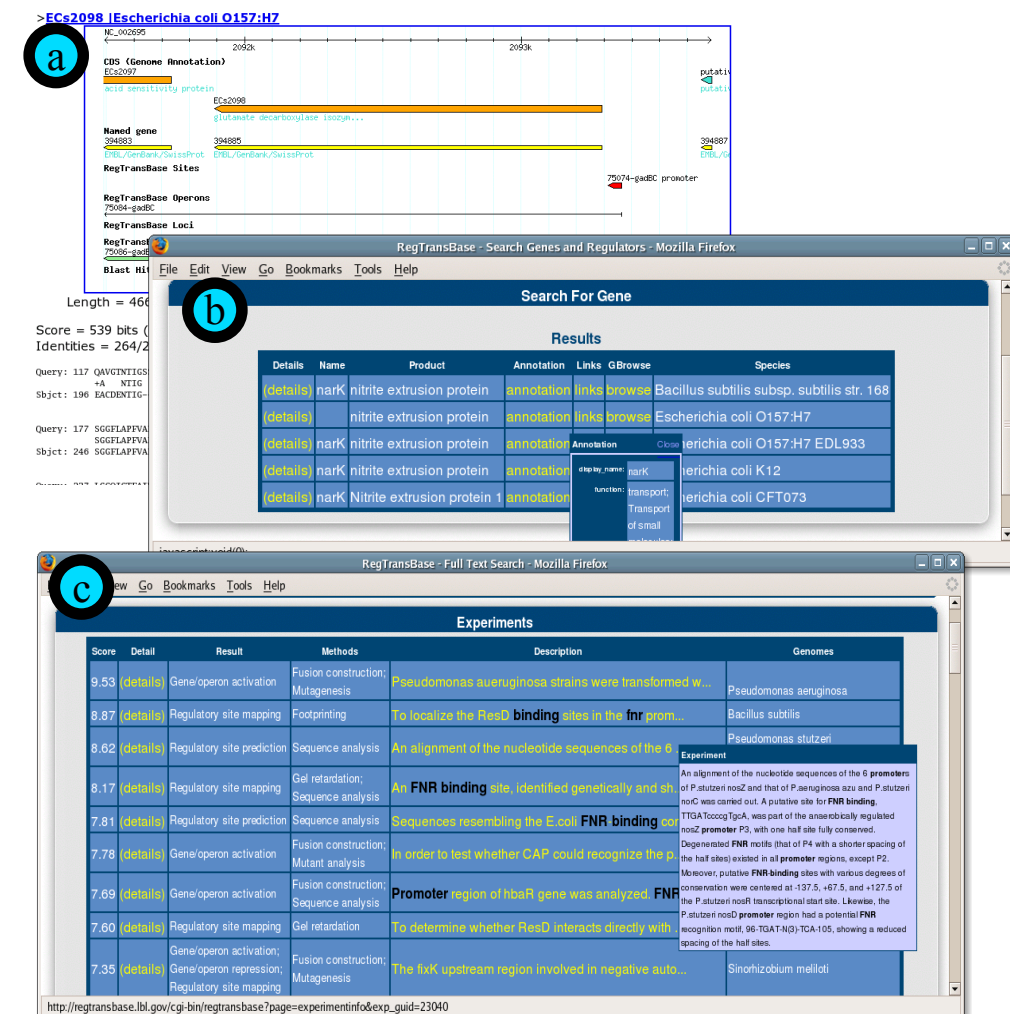 >ECs2098 |Escherichia coli O157:H7
a
NC_002695
2092k 2093k
CDS (Genome Annotation)
ECs2097 putativ
acid sensitivity protein putati
ECs2098
glutamate decarboxylase isozym...
Named gene
394883 394885 394887
EMBL/GenBank/SwissProt EMBL/GenBank/SwissProt EMBL/Ge
RegTransBase Sites
75074-gadBC promoter
RegTransBase Operons
75084-gadBC
RegTransBase Loci
RegTransB
75086-gadB
Blast Hit
Length = 466
Score = 539 bits (
Identities = 264/2
Query: 117 QAVGTNTIGS
+A NTIG
Sbjct: 196 EACDENTIG-
Query: 177 SGGFLAPFVA
SGGFLAPFVA
Sbjct: 246 SGGFLAPFVA
RegTransBase - Search Genes and Regulators - Mozilla Firefox
File Edit View Go Bookmarks Tools Help
b
Search For Gene
Results
Details Name Product Annotation Links GBrowse Species
(details) narK nitrite extrusion protein annotation links browse Bacillus subtilis subsp. subtilis str. 168
(details) nitrite extrusion protein annotation links browse Escherichia coli O157:H7
(details) narK nitrite extrusion protein annotation herichia coli O157:H7 EDL933
(details) narK nitrite extrusion protein annotation herichia coli K12
(details) narK Nitrite extrusion protein 1 annotation herichia coli CFT073
Annotation Close
display_name: narK
function: transport;
Transport
of small
javascript:void(0);
RegTransBase - Full Text Search - Mozilla Firefox
c
ew Go Bookmarks Tools Help
Experiments
Score Detail Result Methods Description Genomes
9.53 (details) Gene/operon activation Fusion construction; Mutagenesis Pseudomonas aueruginosa strains were transformed w... Pseudomonas aeruginosa
8.87 (details) Regulatory site mapping Footprinting To localize the ResD binding sites in the fnr prom... Bacillus subtilis
8.62 (details) Regulatory site prediction Sequence analysis An alignment of the nucleotide sequences of the 6 Pseudomonas stutzeri
8.17 (details) Regulatory site mapping Gel retardation; Sequence analysis An FNR binding site, identified genetically and sh.
7.81 (details) Regulatory site prediction Sequence analysis Sequences resembling the E.coli FNR-binding con
7.78 (details) Gene/operon activation Fusion construction; Mutant analysis In order to test whether CAP could recognize the p.
7.69 (details) Gene/operon activation Fusion construction; Sequence analysis Promoter region of hbaR gene was analyzed. FNR
7.60 (details) Regulatory site mapping Gel retardation To determine whether ResD interacts directly with .
7.35 (details) Gene/operon activation; Gene/operon repression; Regulatory site mapping Fusion construction; Mutagenesis The fixK upstream region involved in negative auto... Sinorhizobium meliloti
Experiment
An alignment of the nucleotide sequences of the 6 promoters
of P.stutzeri nosZ and that of P.aeruginosa azu and P.stutzeri
norC was carried out. A putative site for FNR binding,
TTGATccccgTgcA, was part of the anaerobically regulated
nosZ promoter P3, with one half site fully conserved.
Degenerated FNR motifs (that of P4 with a shorter spacing of
the half sites) existed in all promoter regions, except P2.
Moreover, putative FNR-binding sites with various degrees of
conservation were centered at -137.5, +67.5, and +127.5 of
the P.stutzeri nosR transcriptional start site. Likewise, the
P.stutzeri nosD promoter region had a potential FNR
recognition motif, 96-TGAT-N(3)-TCA-105, showing a reduced
spacing of the half sites.
http://regtransbase.lbl.gov/cgi-bin/regtransbase?page=experimentinfo&exp_guid=23040